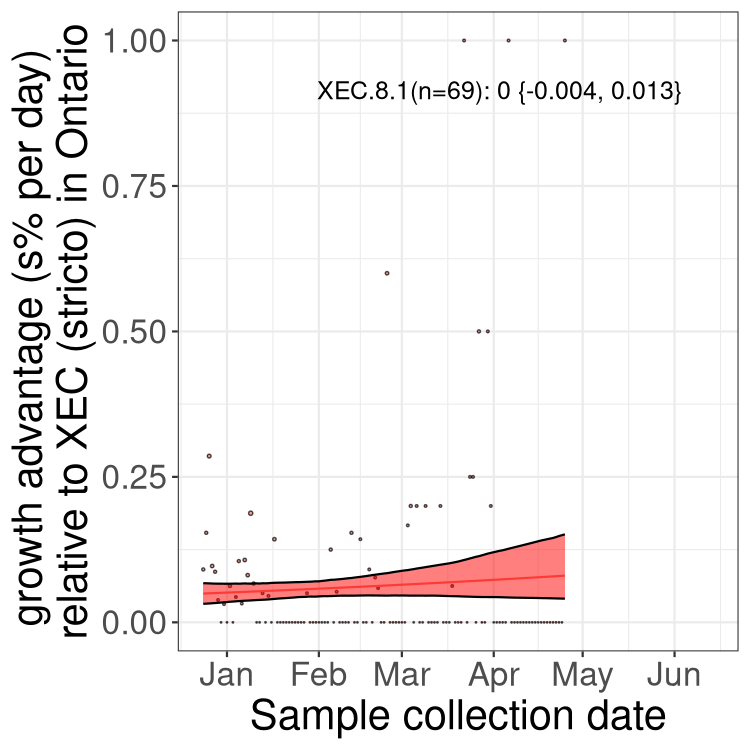 growth advantage (s% per day)
relative to XEC (stricto) in Ontario
1.00
0.75
0.50
0.25
0.00
XEC.8.1(n=69): 0 {-0.004, 0.013}
Jan Feb Mar Apr May Jun
Sample collection date